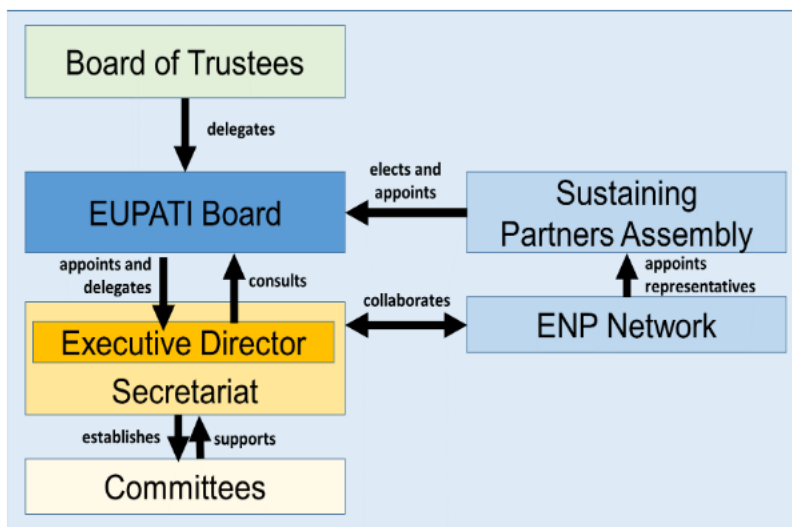 Board of Trustees
delegates
EUPATI Board
elects and
appoints
Sustaining
Partners Assembly
appoints and
delegates
consults
appoints
representatives
collaborates
ENP Network
Executive Director
Secretariat
establishes
supports
Committees